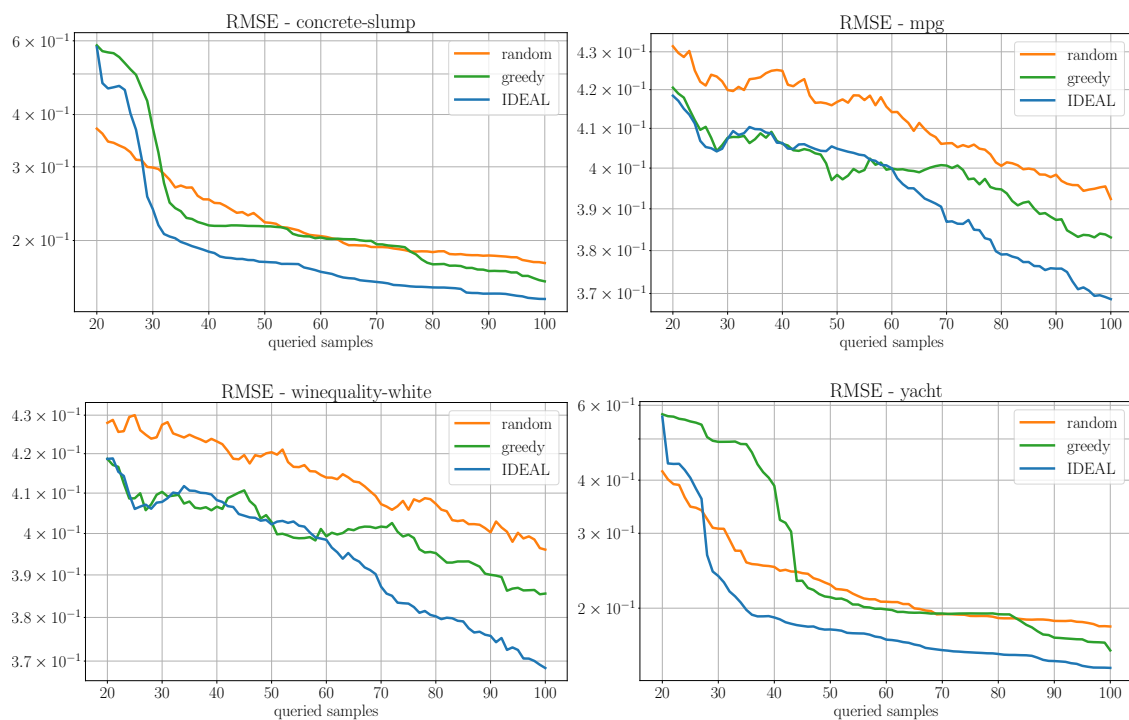 RMSE - concrete-slump
6 × 10⁻¹
4 × 10⁻¹
3 × 10⁻¹
2 × 10⁻¹
random
greedy
IDEAL
20 30 40 50 60 70 80 90 100
queried samples
RMSE - mpg
4.3 × 10⁻¹
4.2 × 10⁻¹
4.1 × 10⁻¹
4 × 10⁻¹
3.9 × 10⁻¹
3.8 × 10⁻¹
3.7 × 10⁻¹
random
greedy
IDEAL
20 30 40 50 60 70 80 90 100
queried samples
RMSE - winequality-white
4.3 × 10⁻¹
4.2 × 10⁻¹
4.1 × 10⁻¹
4 × 10⁻¹
3.9 × 10⁻¹
3.8 × 10⁻¹
3.7 × 10⁻¹
random
greedy
IDEAL
20 30 40 50 60 70 80 90 100
queried samples
RMSE - yacht
6 × 10⁻¹
4 × 10⁻¹
3 × 10⁻¹
2 × 10⁻¹
random
greedy
IDEAL
20 30 40 50 60 70 80 90 100
queried samples